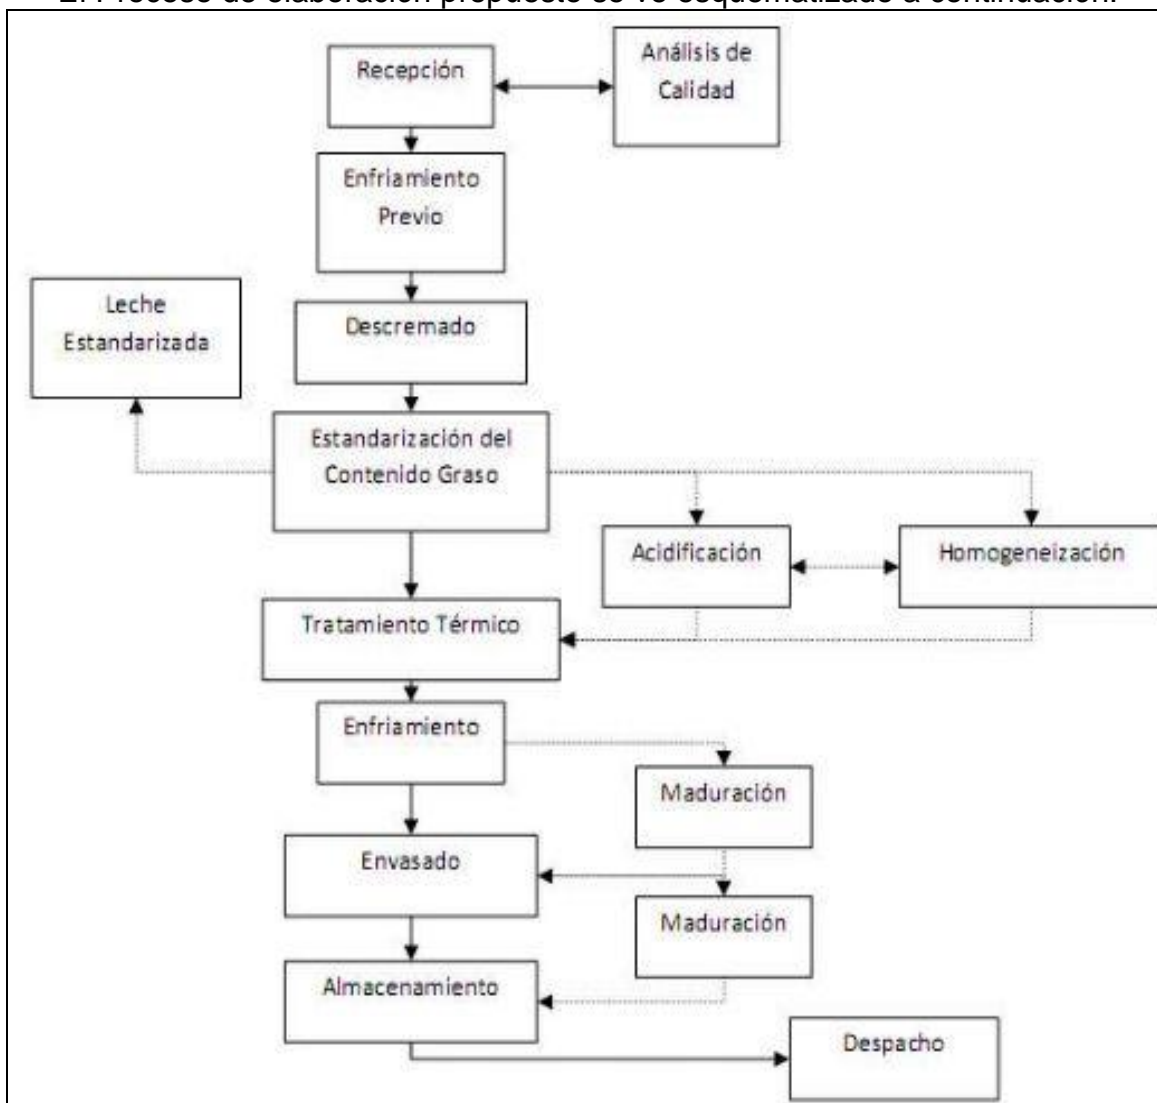 Recepción
Análisis de
Calidad
Enfriamiento
Previo
Descremado
Leche
Estandarizada
Estandarización del
Contenido Graso
Acidificación
Homogeneización
Tratamiento Térmico
Enfriamiento
Maduración
Envasado
Maduración
Almacenamiento
Despacho